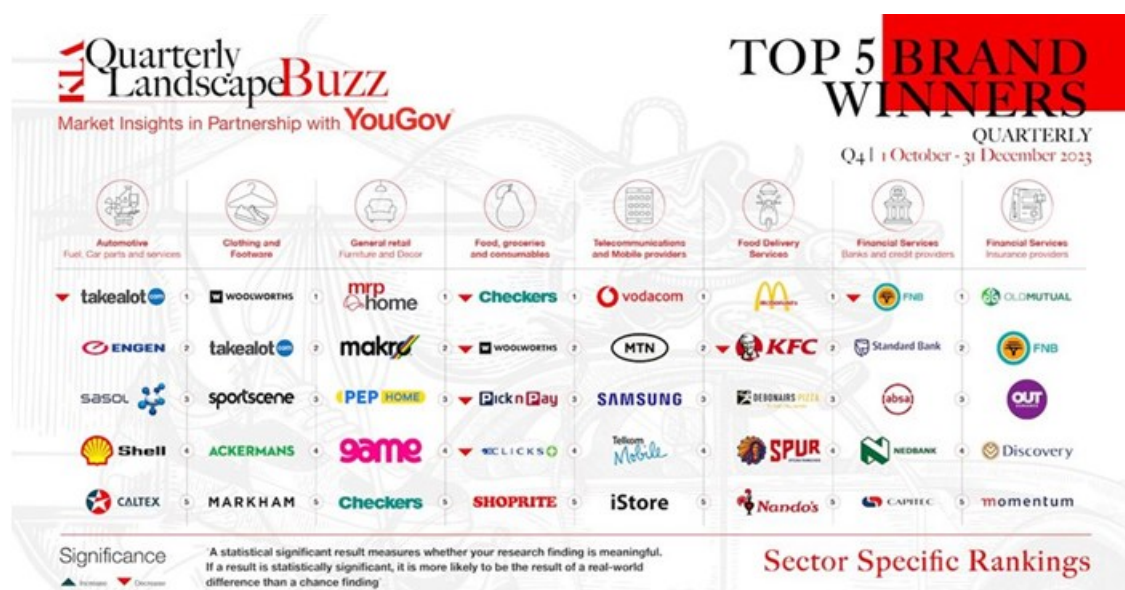 KLA Quarterly
Landscape Buzz
Market Insights in Partnership with YouGov
TOP 5 BRAND
WINNERS
QUARTERLY
Q4 | 1 October - 31 December 2023
Automotive
Fuel, Car parts and services
Clothing and
Footware
General retail
Furniture and Decor
Food, groceries
and consumables
Telecommunications
and Mobile providers
Food Delivery
Services
Financial Services
Banks and credit providers
Financial Services
Insurance providers
takealot.com 1 W WOOLWORTHS 1 mrp home 1 Checkers 1 vodacom 1 McDonald's 1 FNB 1 OLDMUTUAL
ENGEN 2 takealot.com 2 makro 2 W WOOLWORTHS 2 MTN 2 KFC 2 Standard Bank 2 FNB
sasol 3 sportscene 3 PEP HOME 3 Pick n Pay 3 SAMSUNG 3 DEBONAIRS PIZZA 3 absa 3 OUT
Shell 4 ACKERMANS 4 game 4 CLICKS 4 Telkom Mobile 4 SPUR 4 NEDBANK 4 Discovery
CALTEX 5 MARKHAM 5 Checkers 5 SHOPRITE 5 iStore 5 Nando's 5 CAPITEC 5 momentum
Significance
Increase Decrease
'A statistical significant result measures whether your research finding is meaningful.
If a result is statistically significant, it is more likely to be the result of a real-world
difference than a chance finding'
Sector Specific Rankings